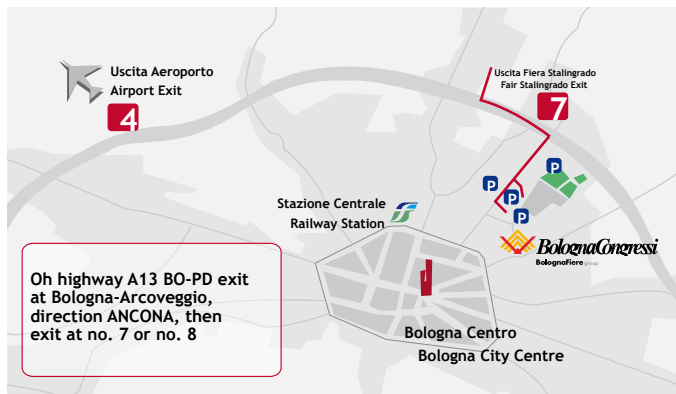 Uscita Aeroporto
Airport Exit
4
Uscita Fiera Stalingrado
Fair Stalingrado Exit
7
P
P
P
P
Stazione Centrale
Railway Station
BolognaCongressi
BolognaFiere group
Oh highway A13 BO-PD exit
at Bologna-Arcoveggio,
direction ANCONA, then
exit at no. 7 or no. 8
Bologna Centro
Bologna City Centre